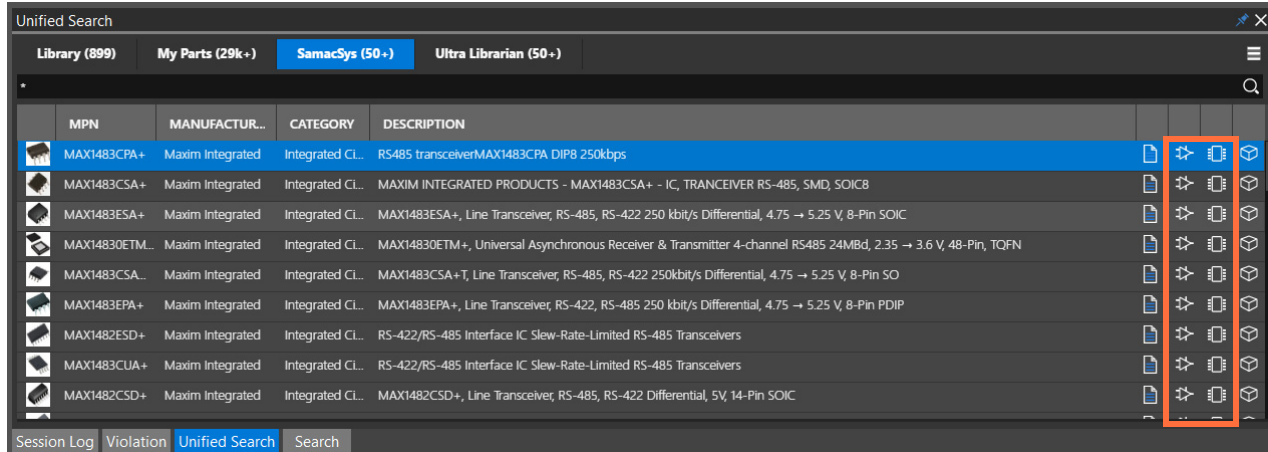 Unified Search
Library (899) My Parts (29k+) SamacSys (50+) Ultra Librarian (50+)
*
MPN MANUFACTUR... CATEGORY DESCRIPTION
MAX1483CPA+ Maxim Integrated Integrated Ci... RS485 transceiverMAX1483CPA DIP8 250kbps
MAX1483CSA+ Maxim Integrated Integrated Ci... MAXIM INTEGRATED PRODUCTS - MAX1483CSA+ - IC, TRANCEIVER RS-485, SMD, SOIC8
MAX1483ESA+ Maxim Integrated Integrated Ci... MAX1483ESA+, Line Transceiver, RS-485, RS-422 250 kbit/s Differential, 4.75 → 5.25 V, 8-Pin SOIC
MAX14830ETM... Maxim Integrated Integrated Ci... MAX14830ETM+, Universal Asynchronous Receiver & Transmitter 4-channel RS485 24MBd, 2.35 → 3.6 V, 48-Pin, TQFN
MAX1483CSA... Maxim Integrated Integrated Ci... MAX1483CSA+T, Line Transceiver, RS-485, RS-422 250kbit/s Differential, 4.75 → 5.25 V, 8-Pin SO
MAX1483EPA+ Maxim Integrated Integrated Ci... MAX1483EPA+, Line Transceiver, RS-422, RS-485 250 kbit/s Differential, 4.75 → 5.25 V, 8-Pin PDIP
MAX1482ESD+ Maxim Integrated Integrated Ci... RS-422/RS-485 Interface IC Slew-Rate-Limited RS-485 Transceivers
MAX1483CUA+ Maxim Integrated Integrated Ci... RS-422/RS-485 Interface IC Slew-Rate-Limited RS-485 Transceivers
MAX1482CSD+ Maxim Integrated Integrated Ci... MAX1482CSD+, Line Transceiver, RS-485, RS-422 Differential, 5V, 14-Pin SOIC
Session Log Violation Unified Search Search